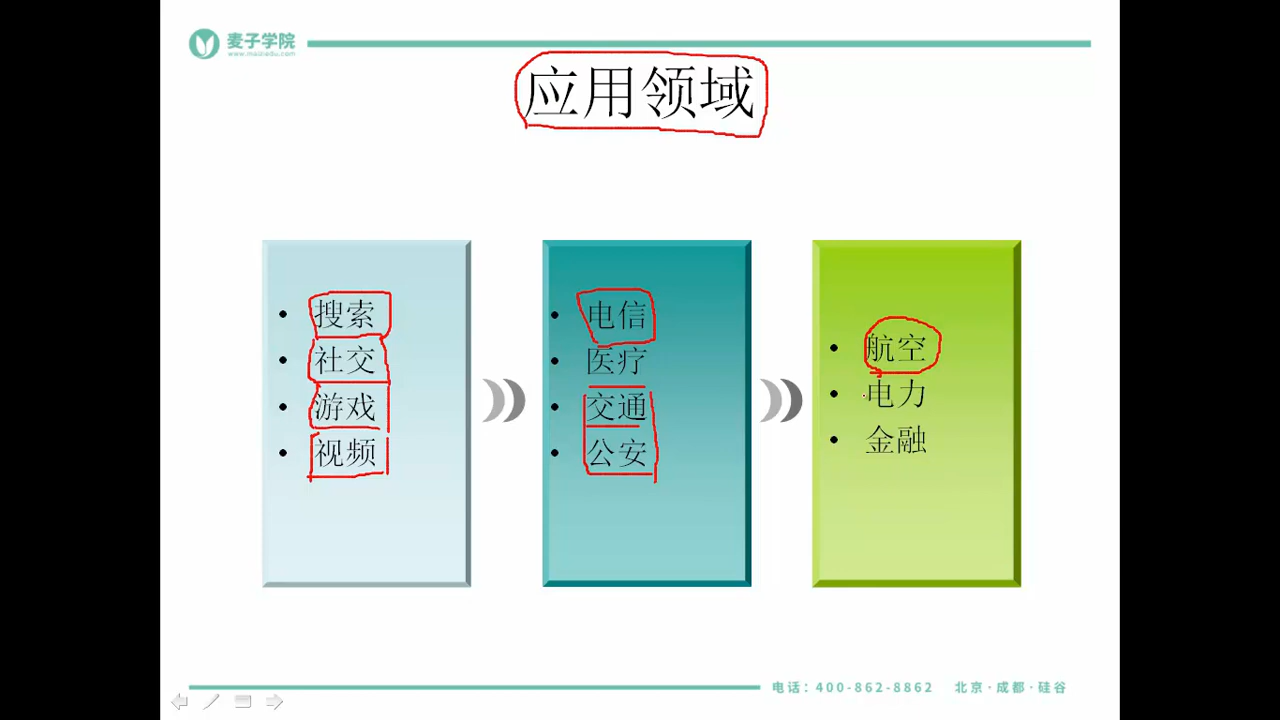 麦子学院
www.maiziedu.com
应用领域
• 搜索
• 社交
• 游戏
• 视频
• 电信
• 医疗
• 交通
• 公安
• 航空
• 电力
• 金融
电话：400-862-8862 北京·成都·硅谷